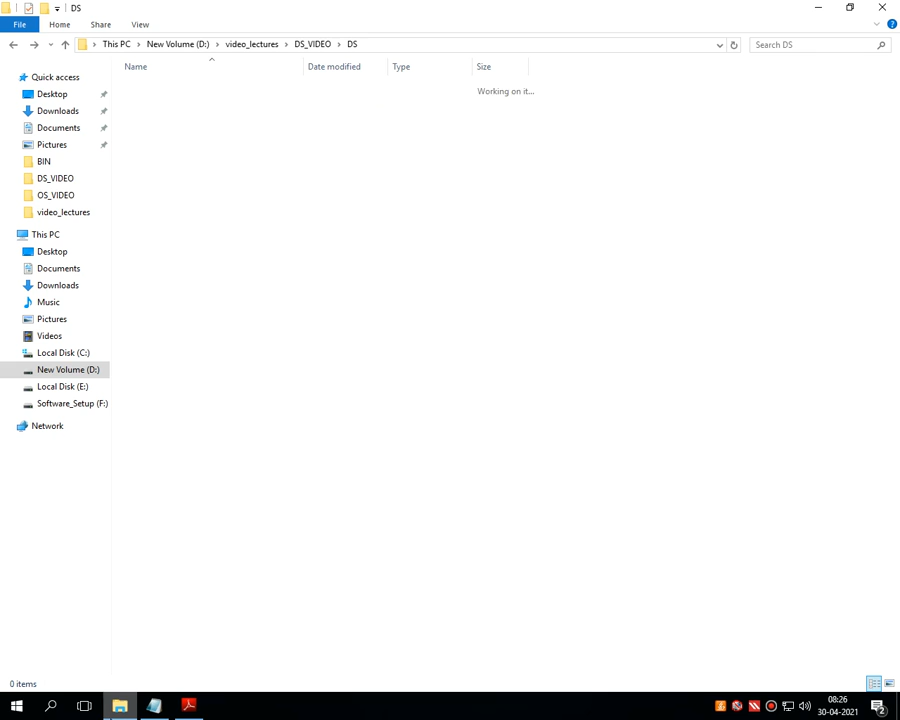 DS
File Home Share View
This PC New Volume (D:) video_lectures DS_VIDEO DS Search DS
Name Date modified Type Size
Working on it...
Quick access
Desktop
Downloads
Documents
Pictures
BIN
DS_VIDEO
OS_VIDEO
video_lectures
This PC
Desktop
Documents
Downloads
Music
Pictures
Videos
Local Disk (C:)
New Volume (D:)
Local Disk (E:)
Software_Setup (F:)
Network
0 items
08:26
30-04-2021
2